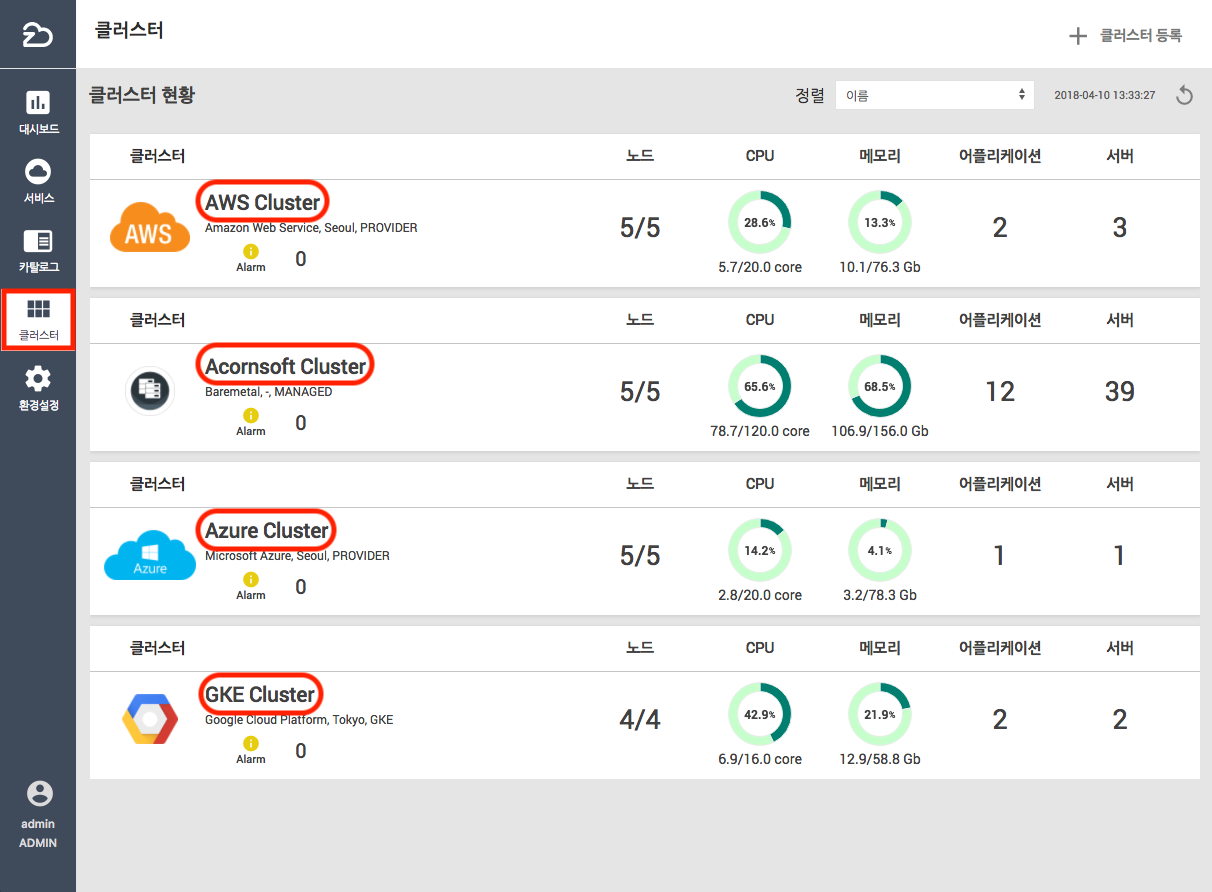 클러스터
클러스터 등록
클러스터 현황
정렬 이름 2018-04-10 13:33:27
대시보드
서비스
카탈로그
클러스터
환경설정
admin
ADMIN
클러스터 노드 CPU 메모리 어플리케이션 서버
AWS
AWS Cluster
Amazon Web Service, Seoul, PROVIDER
Alarm 0
5/5
28.6%
5.7/20.0 core
13.3%
10.1/76.3 Gb
2
3
클러스터 노드 CPU 메모리 어플리케이션 서버
Acornsoft Cluster
Baremetal, -, MANAGED
Alarm 0
5/5
65.6%
78.7/120.0 core
68.5%
106.9/156.0 Gb
12
39
클러스터 노드 CPU 메모리 어플리케이션 서버
Azure
Azure Cluster
Microsoft Azure, Seoul, PROVIDER
Alarm 0
5/5
14.2%
2.8/20.0 core
4.1%
3.2/78.3 Gb
1
1
클러스터 노드 CPU 메모리 어플리케이션 서버
GKE Cluster
Google Cloud Platform, Tokyo, GKE
Alarm 0
4/4
42.9%
6.9/16.0 core
21.9%
12.9/58.8 Gb
2
2